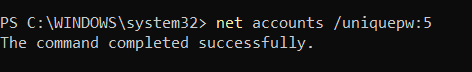 PS C:\WINDOWS\system32> net accounts /uniquepw:5
The command completed successfully.